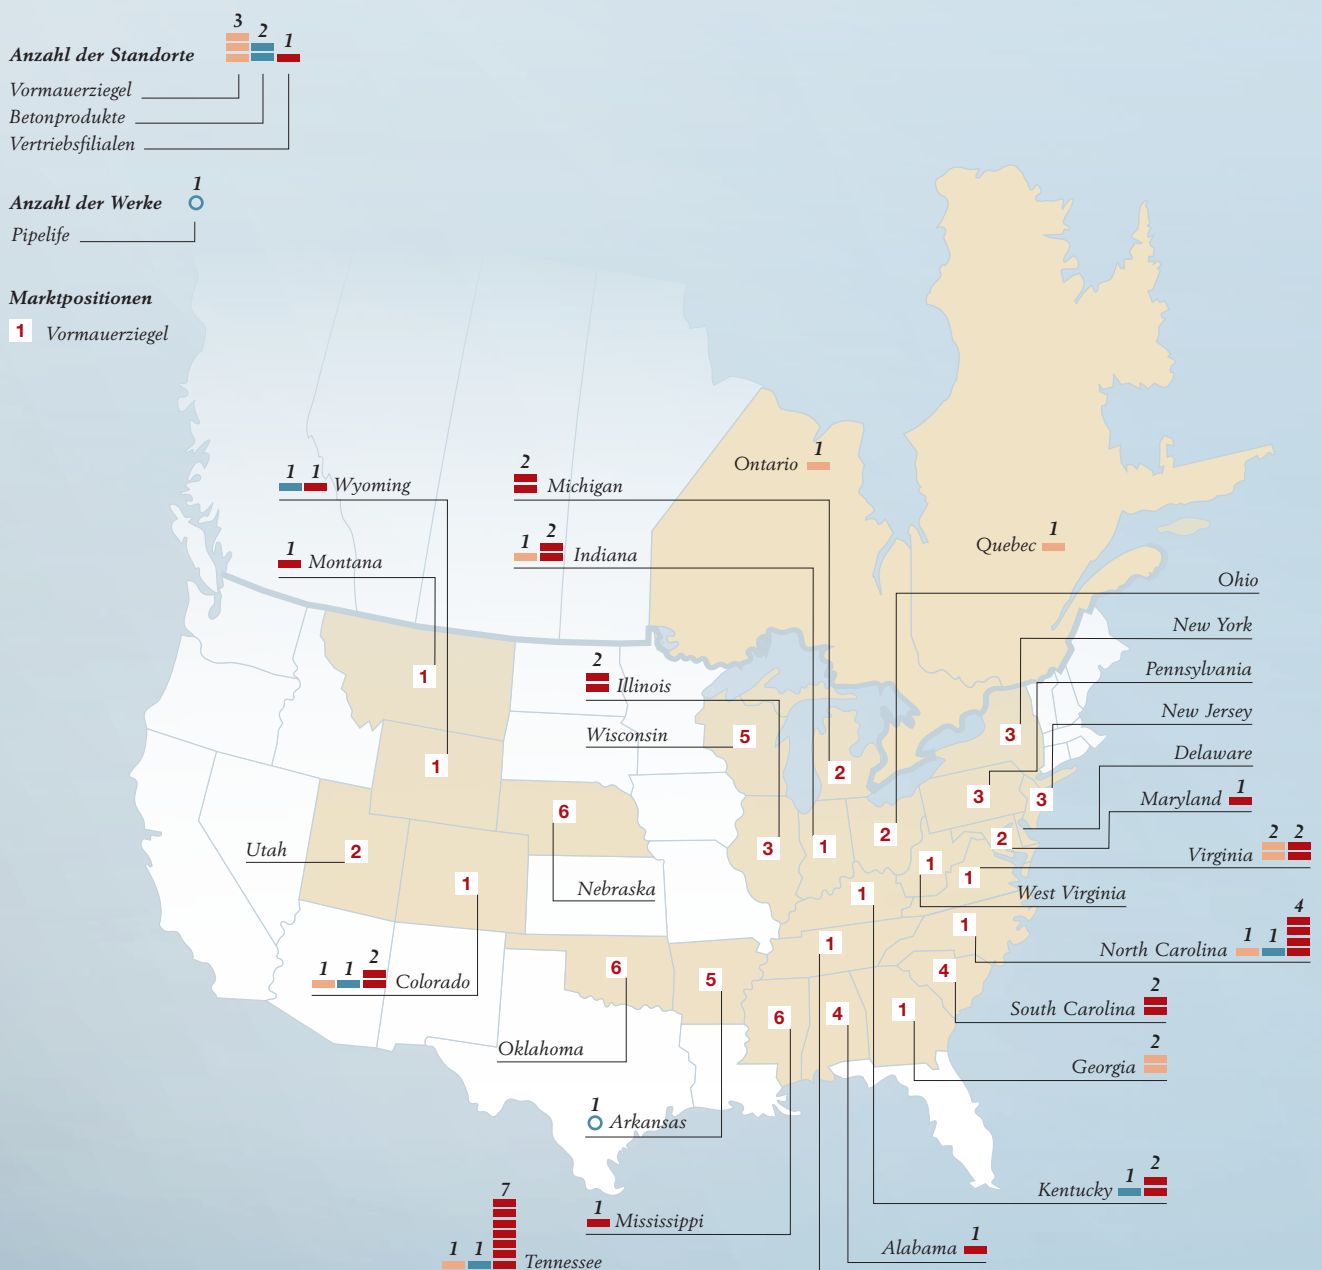 3 2 1
Anzahl der Standorte
Vormauerziegel
Betonprodukte
Vertriebsfilialen
1
Anzahl der Werke
Pipelife
Marktpositionen
1 Vormauerziegel
1 1 Wyoming
1 Montana
2 Michigan
1 2 Indiana
Ontario 1
Quebec 1
2 Illinois
Wisconsin
Ohio
New York
Pennsylvania
New Jersey
Delaware
Maryland 1
Virginia 2 2
West Virginia
North Carolina 1 1 4
South Carolina 2
Georgia 2
Utah
Nebraska
1 1 2 Colorado
Oklahoma
1 Arkansas
1 Mississippi
Kentucky 1 2
Alabama 1
1 1 7 Tennessee
1
1
5
3
2
3
3
2
6
2
2
3
1
2
1
1
1
1
1
1
6
5
4
6
4
1